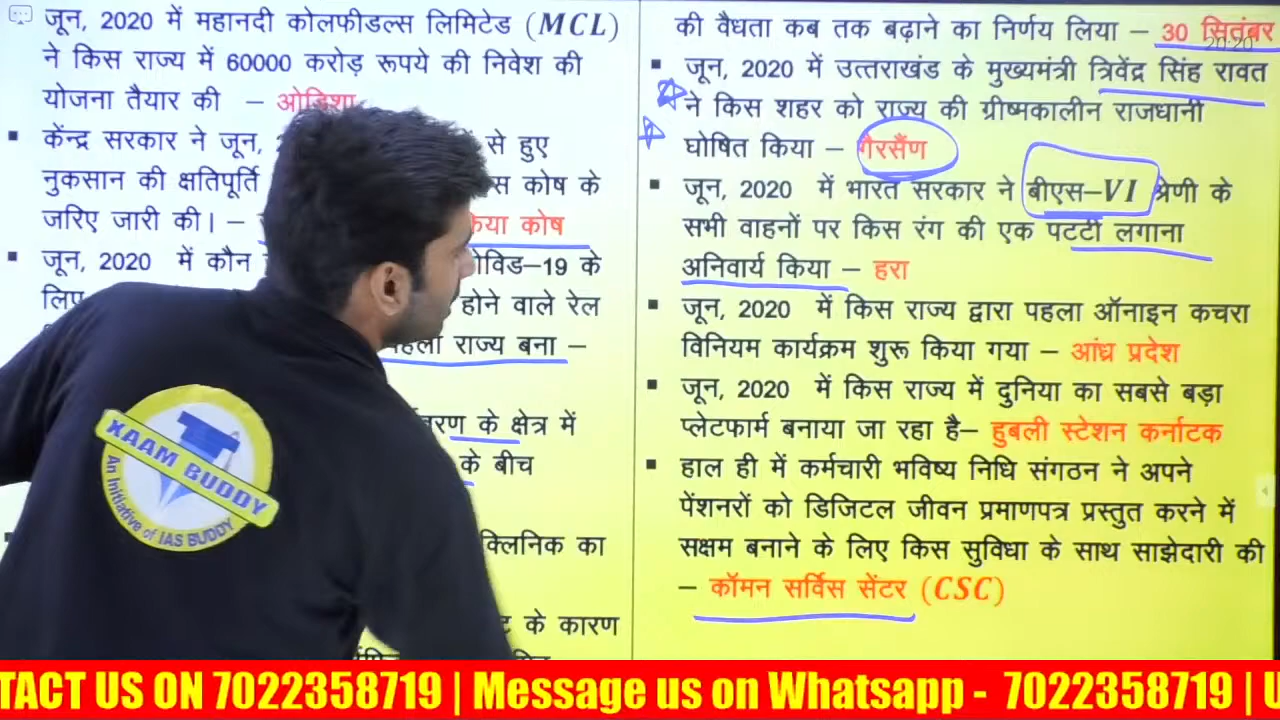 जून, 2020 में महानदी कोलफीडल्स लिमिटेड (MCL)
ने किस राज्य में 60000 करोड़ रूपये की निवेश की
योजना तैयार की – ओडिशा
केंन्द्र सरकार ने जून, से हुए
नुकसान की क्षतिपूर्ति स कोष के
जरिए जारी की। – कोष
जून, 2020 में कौन कोविड–19 के
लिए होने वाले रेल
पहला राज्य बना –
के क्षेत्र में
के बीच
क्लिनिक का
के कारण
की वैधता कब तक बढ़ाने का निर्णय लिया – 30 सितंबर
20:20
जून, 2020 में उत्तराखंड के मुख्यमंत्री त्रिवेंद्र सिंह रावत
ने किस शहर को राज्य की ग्रीष्मकालीन राजधानी
घोषित किया – गैरसैंण
जून, 2020 में भारत सरकार ने बीएस–VI श्रेणी के
सभी वाहनों पर किस रंग की एक पटटी लगाना
अनिवार्य किया – हरा
जून, 2020 में किस राज्य द्वारा पहला ऑनाइन कचरा
विनियम कार्यक्रम शुरू किया गया – आंध्र प्रदेश
जून, 2020 में किस राज्य में दुनिया का सबसे बड़ा
प्लेटफार्म बनाया जा रहा है– हुबली स्टेशन कर्नाटक
हाल ही में कर्मचारी भविष्य निधि संगठन ने अपने
पेंशनरों को डिजिटल जीवन प्रमाणपत्र प्रस्तुत करने में
सक्षम बनाने के लिए किस सुविधा के साथ साझेदारी की
– कॉमन सर्विस सेंटर (CSC)
XAAM BUDDY
An Initiative of IAS BUDDY
TACT US ON 7022358719 | Message us on Whatsapp - 7022358719 | U